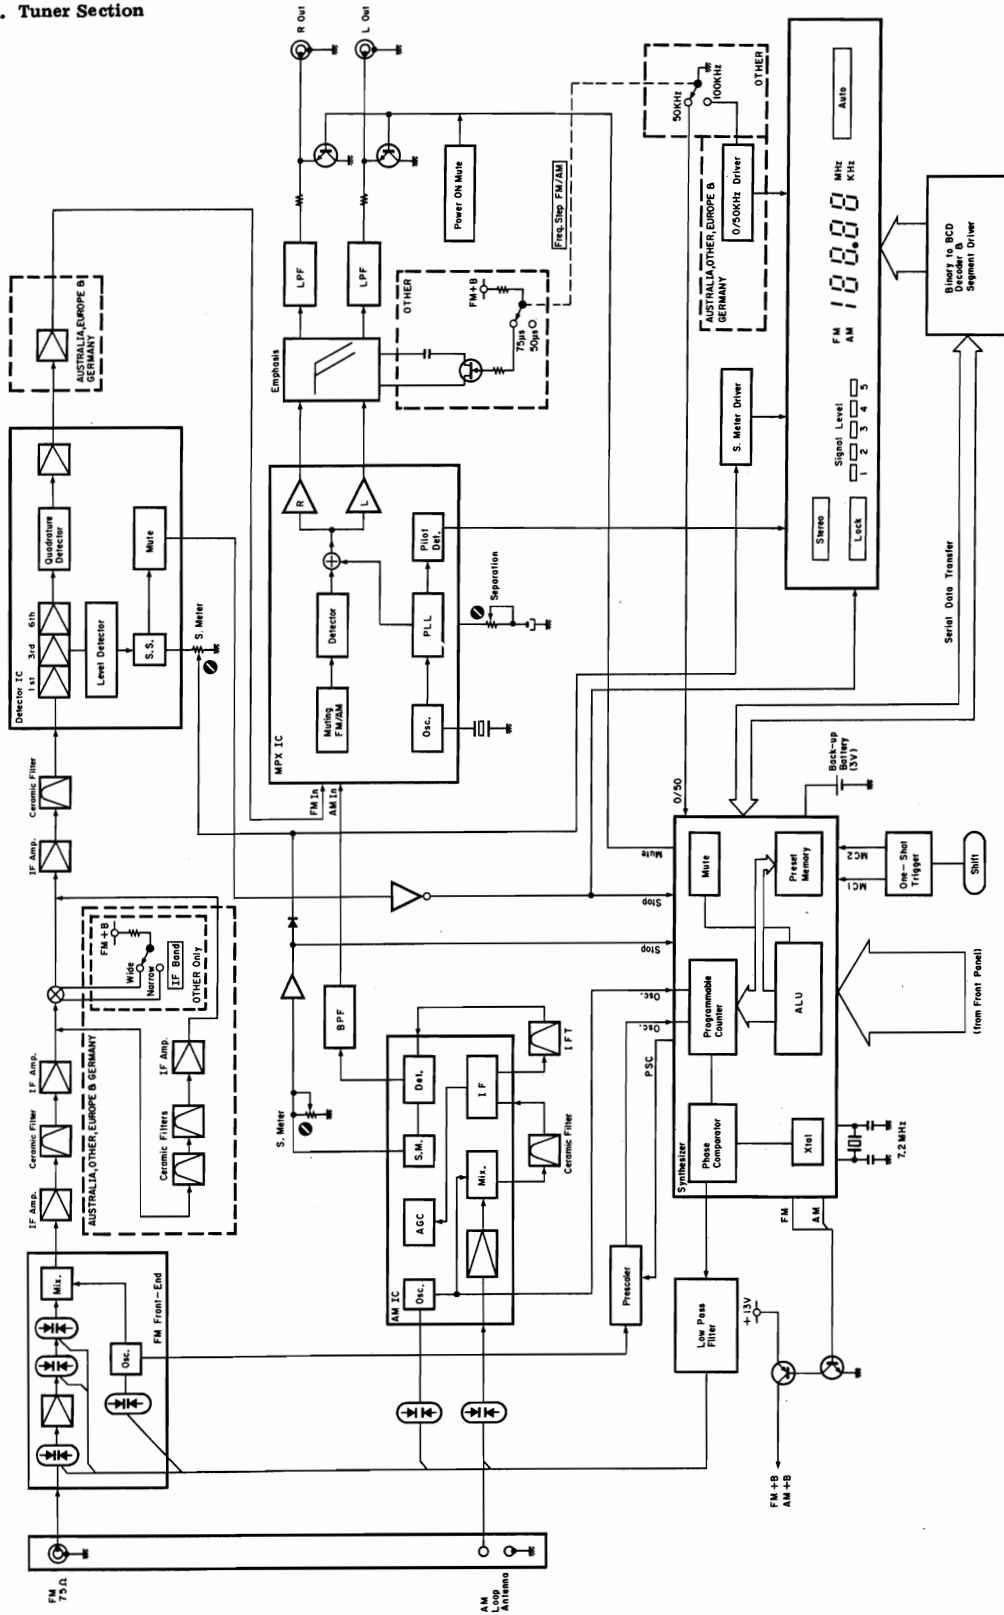 . Tuner Section
R Out
L Out
FM
75Ω
AM
Loop
Antenna
FM Front-End
Mix.
Osc.
IF Amp.
Ceramic Filter
IF Amp.
AUSTRALIA, OTHER, EUROPE & GERMANY
Ceramic Filters
IF Amp.
FM+B
Wide
Narrow
IF Band
OTHER Only
IF Amp.
Ceramic Filter
Detector IC
1st
3rd
6th
Quadrature
Detector
Level Detector
S.S.
Mute
S. Meter
AUSTRALIA, EUROPE &
GERMANY
AM IC
Osc.
AGC
S.M.
Det.
Mix.
IF
Ceramic Filter
IFT
S. Meter
BPF
FM In
AM In
MPX IC
Muting
FM/AM
Detector
Osc.
PLL
Pilot
Det.
R
L
Separation
Emphasis
LPF
LPF
OTHER
FM+B
75µs
50µs
Power ON Mute
Freq. Step FM/AM
50KHz
100KHz
OTHER
AUSTRALIA, OTHER, EUROPE &
GERMANY
0/50KHz Driver
S. Meter Driver
Stereo
Lock
Signal Level
1 2 3 4 5
FM
AM
188.88
MHz
KHz
Auto
Binary to BCD
Decoder &
Segment Driver
Serial Data Transfer
Prescaler
PSC
Osc.
Osc.
Stop
Stop
Mute
0/50
Synthesizer
Phase
Comparator
Programmable
Counter
Mute
Xtal
ALU
Preset
Memory
Back-up
Battery
(3V)
MC1
MC2
One-Shot
Trigger
Shift
(from Front Panel)
7.2MHz
FM
AM
Low Pass
Filter
+13V
FM+B
AM+B